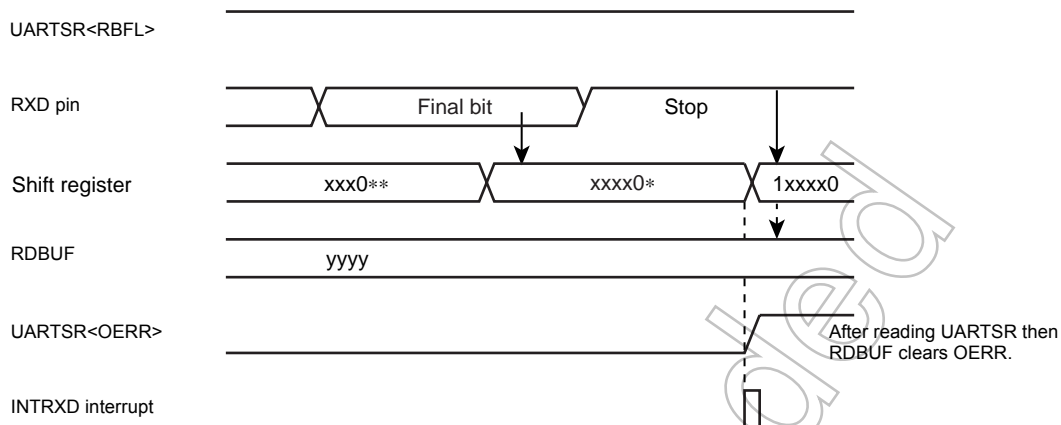 UARTSR<RBFL>
RXD pin
Final bit
Stop
Shift register
xxx0**
xxxx0*
1xxxx0
RDBUF
yyyy
UARTSR<OERR>
After reading UARTSR then
RDBUF clears OERR.
INTRXD interrupt
ded